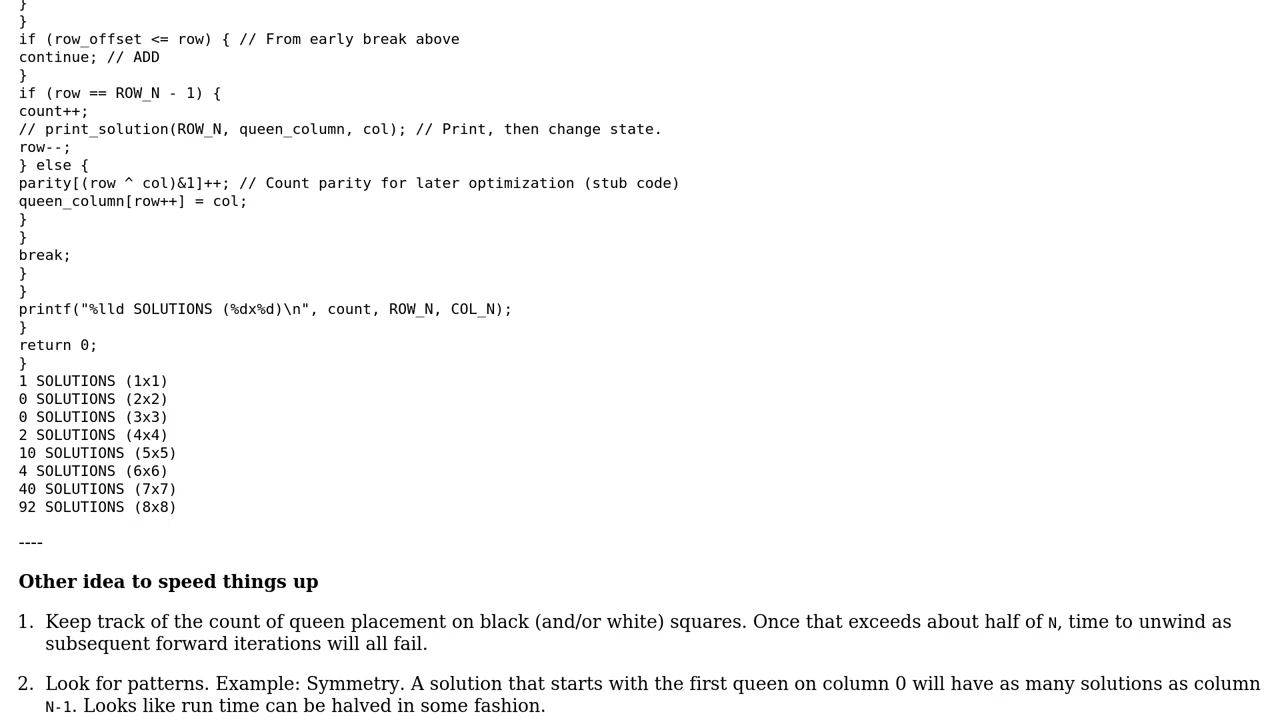 }
}
if (row_offset <= row) { // From early break above
continue; // ADD
}
if (row == ROW_N - 1) {
count++;
// print_solution(ROW_N, queen_column, col); // Print, then change state.
row--;
} else {
parity[(row ^ col)&1]++; // Count parity for later optimization (stub code)
queen_column[row++] = col;
}
}
break;
}
}
printf("%lld SOLUTIONS (%dx%d)\n", count, ROW_N, COL_N);
}
return 0;
}
1 SOLUTIONS (1x1)
0 SOLUTIONS (2x2)
0 SOLUTIONS (3x3)
2 SOLUTIONS (4x4)
10 SOLUTIONS (5x5)
4 SOLUTIONS (6x6)
40 SOLUTIONS (7x7)
92 SOLUTIONS (8x8)
----
Other idea to speed things up
1. Keep track of the count of queen placement on black (and/or white) squares. Once that exceeds about half of N, time to unwind as
subsequent forward iterations will all fail.
2. Look for patterns. Example: Symmetry. A solution that starts with the first queen on column 0 will have as many solutions as column
N-1. Looks like run time can be halved in some fashion.